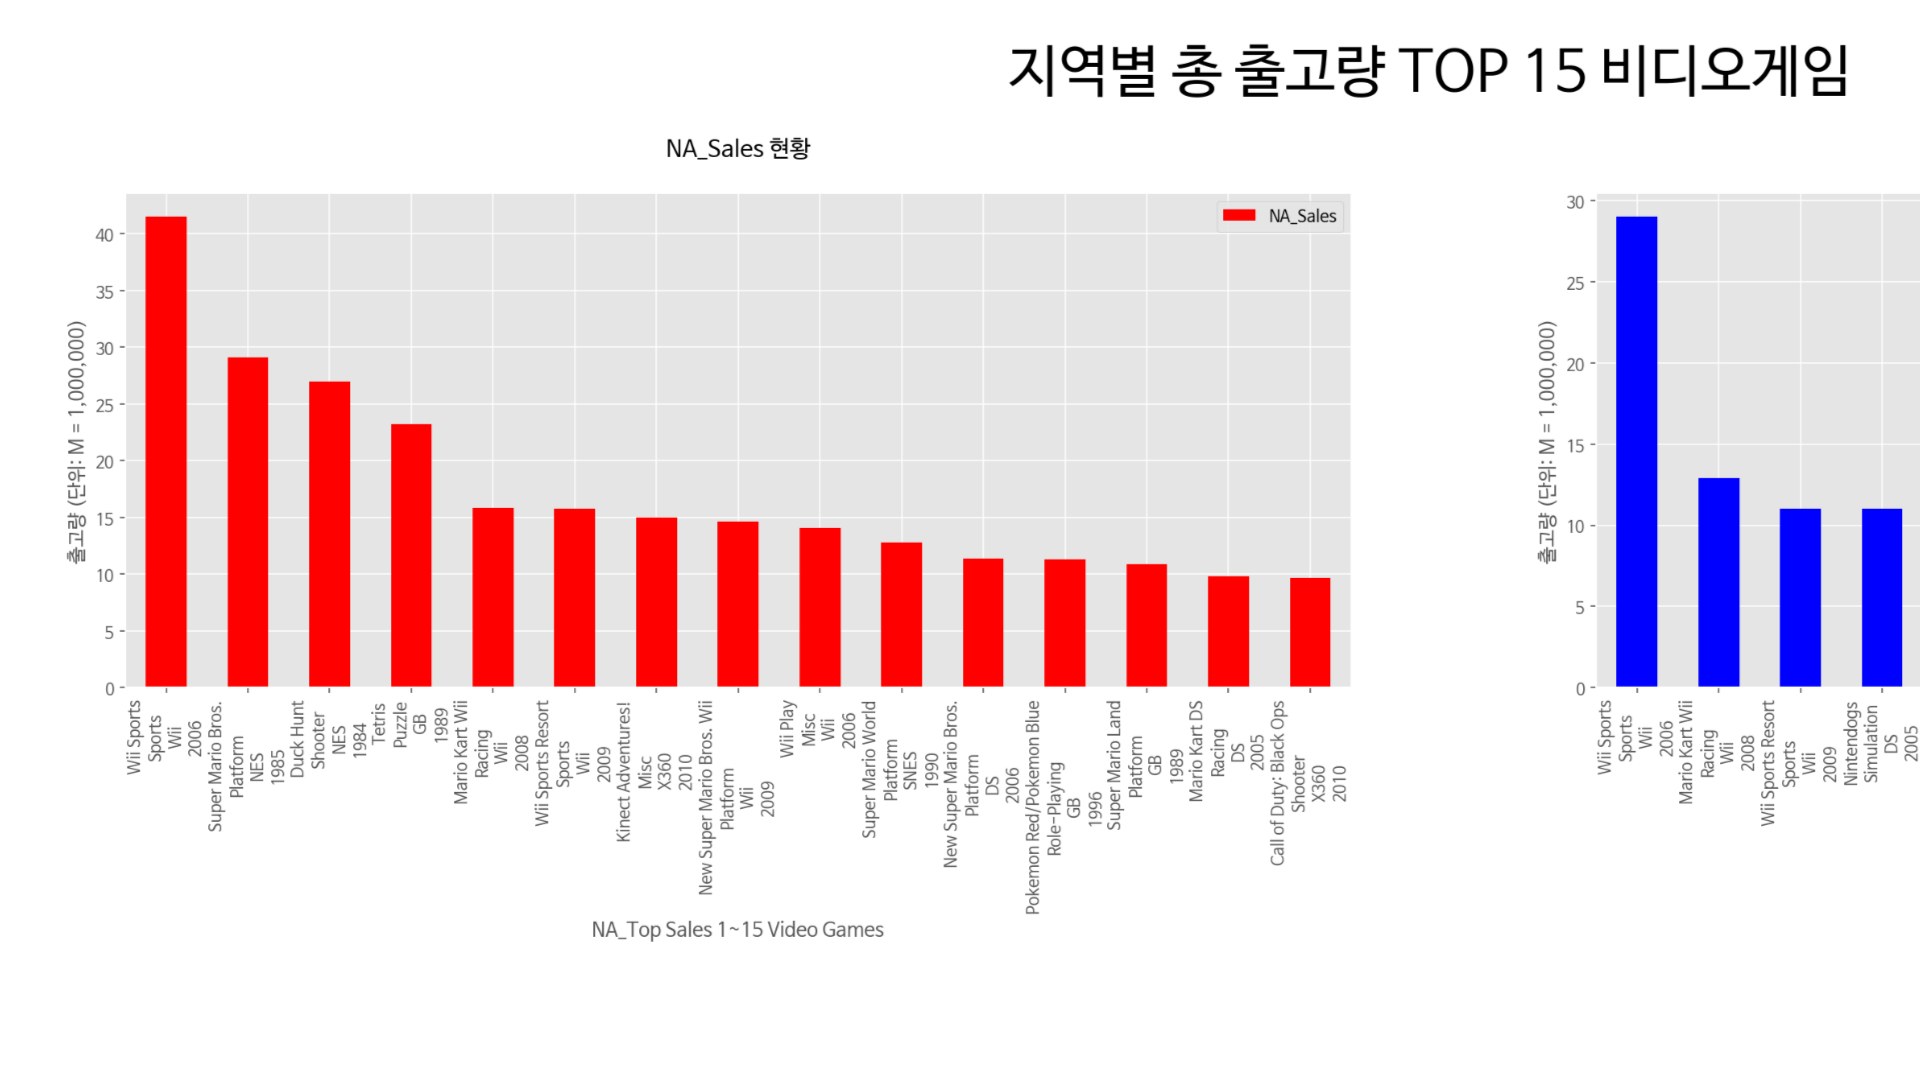 지역별 총 출고량 TOP 15 비디오게임
NA_Sales 현황
NA_Sales
출고량 (단위: M = 1,000,000)
40
35
30
25
20
15
10
5
0
Wii Sports
Sports
Wii
2006
Super Mario Bros.
Platform
NES
1985
Duck Hunt
Shooter
NES
1984
Tetris
Puzzle
GB
1989
Mario Kart Wii
Racing
Wii
2008
Wii Sports Resort
Sports
Wii
2009
Kinect Adventures!
Misc
X360
2010
New Super Mario Bros. Wii
Platform
Wii
2009
Wii Play
Misc
Wii
2006
Super Mario World
Platform
SNES
1990
New Super Mario Bros.
Platform
DS
2006
Pokemon Red/Pokemon Blue
Role-Playing
GB
1996
Super Mario Land
Platform
GB
1989
Mario Kart DS
Racing
DS
2005
Call of Duty: Black Ops
Shooter
X360
2010
NA_Top Sales 1~15 Video Games
출고량 (단위: M = 1,000,000)
30
25
20
15
10
5
0
Wii Sports
Sports
Wii
2006
Mario Kart Wii
Racing
Wii
2008
Wii Sports Resort
Sports
Wii
2009
Nintendogs
Simulation
DS
2005